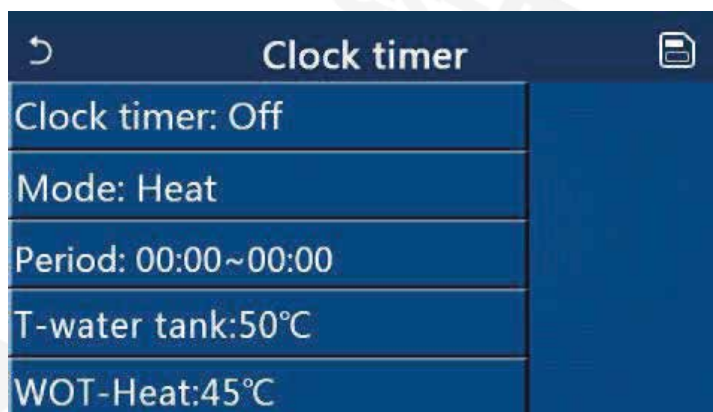 Clock timer
Clock timer: Off
Mode: Heat
Period: 00:00~00:00
T-water tank:50℃
WOT-Heat:45℃